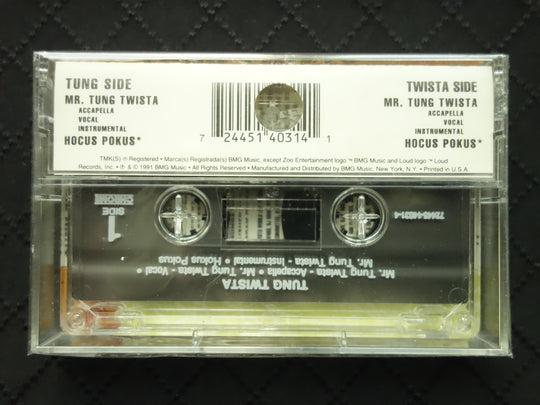 TUNG SIDE
MR. TUNG TWISTA
ACCAPELLA
VOCAL
INSTRUMENTAL
HOCUS POKUS*
TWISTA SIDE
MR. TUNG TWISTA
ACCAPELLA
VOCAL
INSTRUMENTAL
HOCUS POKUS*
7 24451 40314 1
TMK(S) ® Registered • Marca(s) Registrada(s) BMG Music, except Zoo Entertainment logo ™ BMG Music and Loud logo ™ Loud
Records, Inc. • ℗ & © 1991 BMG Music • All Rights Reserved • Manufactured and Distributed by BMG Music, New York, N.Y. • Printed in U.S.A.
TUNG TWISTA
Mr. Tung Twista - Accapella • Mr. Tung Twista - Vocal •
Mr. Tung Twista - Instrumental Hokus Pokus
SIDE
1